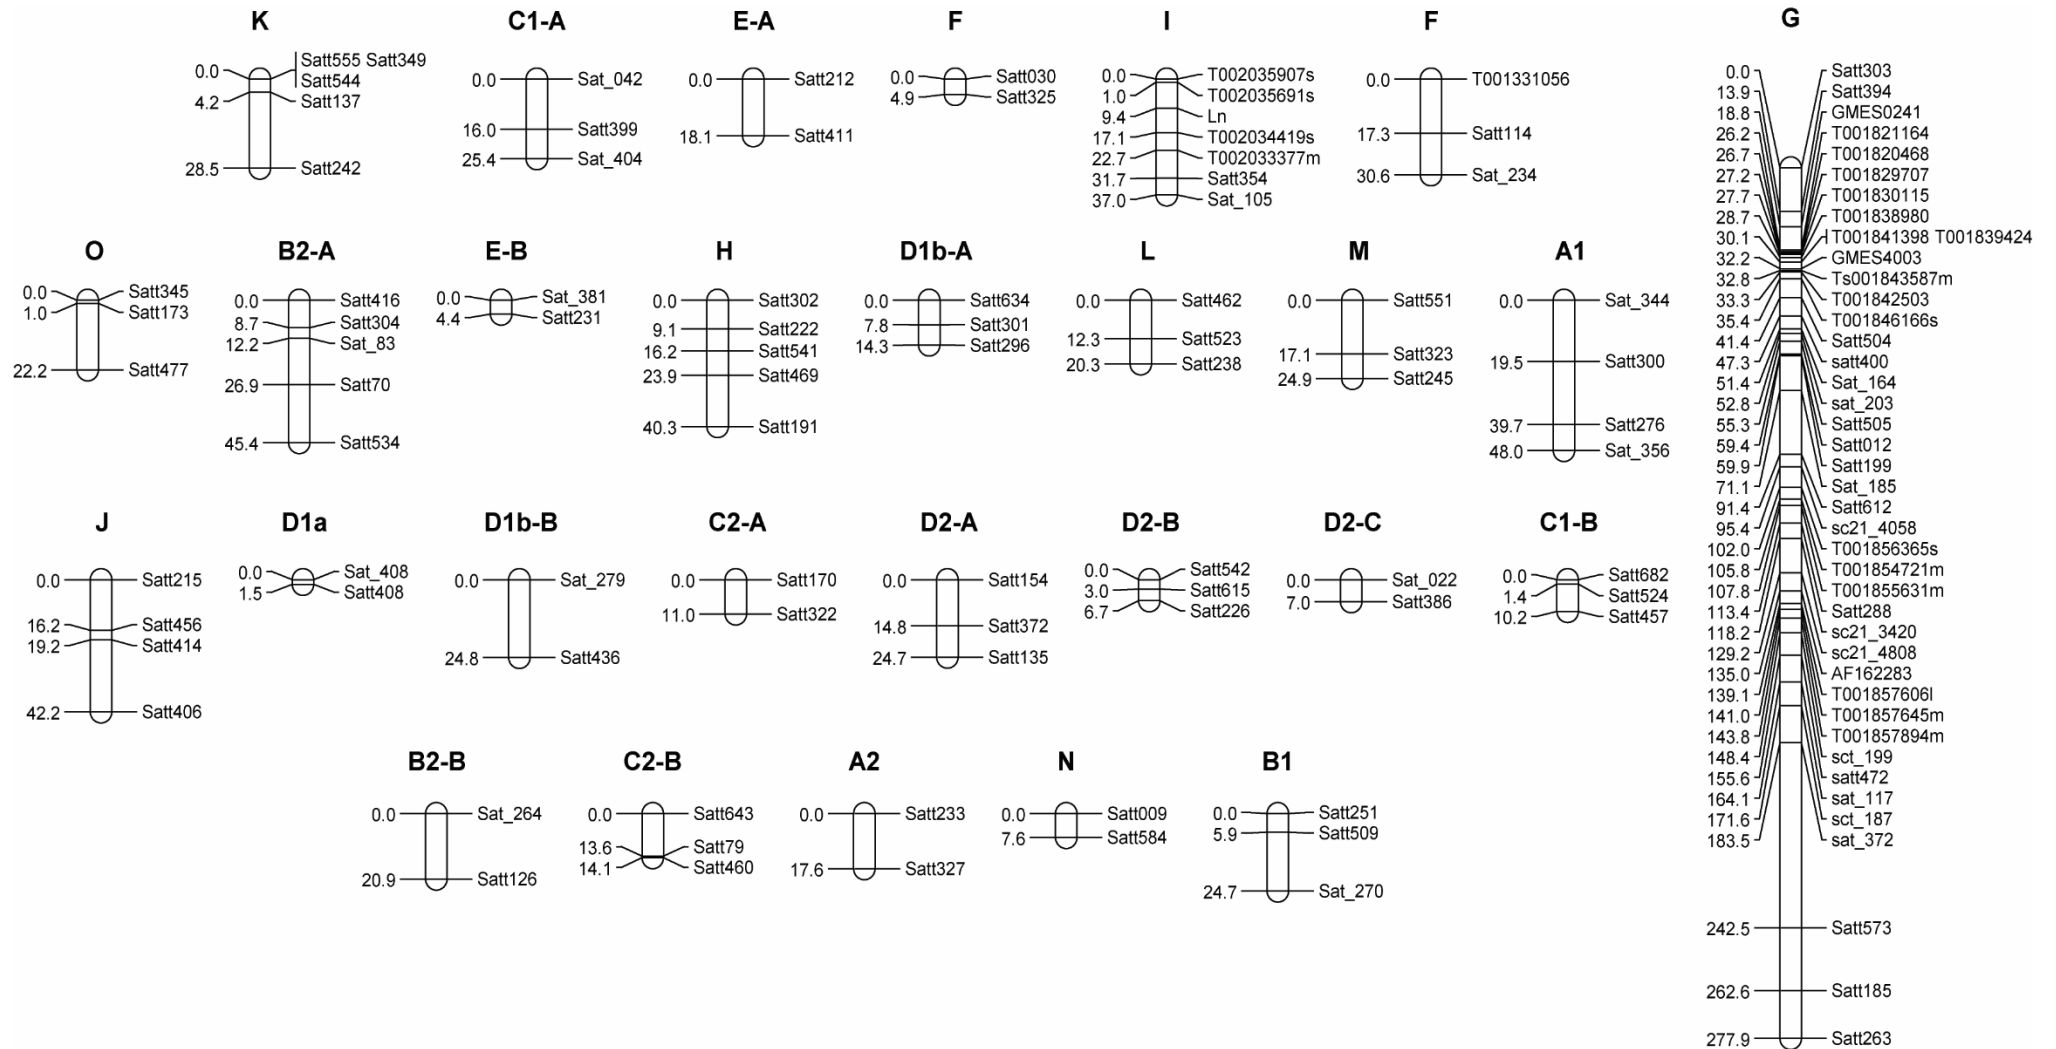 K
0.0 Satt555 Satt349
Satt544
4.2 Satt137
28.5 Satt242
C1-A
0.0 Sat_042
16.0 Satt399
25.4 Sat_404
E-A
0.0 Satt212
18.1 Satt411
F
0.0 Satt030
4.9 Satt325
I
0.0 T002035907s
1.0 T002035691s
9.4 Ln
17.1 T002034419s
22.7 T002033377m
31.7 Satt354
37.0 Sat_105
F
0.0 T001331056
17.3 Satt114
30.6 Sat_234
G
0.0 Satt303
13.9 Satt394
18.8 GMES0241
26.2 T001821164
26.7 T001820468
27.2 T001829707
27.7 T001830115
28.7 T001838980
30.1 T001841398 T001839424
32.2 GMES4003
32.8 Ts001843587m
33.3 T001842503
35.4 T001846166s
41.4 Satt504
47.3 satt400
51.4 Sat_164
52.8 sat_203
55.3 Satt505
59.4 Satt012
59.9 Satt199
71.1 Sat_185
91.4 Satt612
95.4 sc21_4058
102.0 T001856365s
105.8 T001854721m
107.8 T001855631m
113.4 Satt288
118.2 sc21_3420
129.2 sc21_4808
135.0 AF162283
139.1 T001857606l
141.0 T001857645m
143.8 T001857894m
148.4 sct_199
155.6 satt472
164.1 sat_117
171.6 sct_187
183.5 sat_372
242.5 Satt573
262.6 Satt185
277.9 Satt263
O
0.0 Satt345
1.0 Satt173
22.2 Satt477
B2-A
0.0 Satt416
8.7 Satt304
12.2 Sat_83
26.9 Satt70
45.4 Satt534
E-B
0.0 Sat_381
4.4 Satt231
H
0.0 Satt302
9.1 Satt222
16.2 Satt541
23.9 Satt469
40.3 Satt191
D1b-A
0.0 Satt634
7.8 Satt301
14.3 Satt296
L
0.0 Satt462
12.3 Satt523
20.3 Satt238
M
0.0 Satt551
17.1 Satt323
24.9 Satt245
A1
0.0 Sat_344
19.5 Satt300
39.7 Satt276
48.0 Sat_356
J
0.0 Satt215
16.2 Satt456
19.2 Satt414
42.2 Satt406
D1a
0.0 Sat_408
1.5 Satt408
D1b-B
0.0 Sat_279
24.8 Satt436
C2-A
0.0 Satt170
11.0 Satt322
D2-A
0.0 Satt154
14.8 Satt372
24.7 Satt135
D2-B
0.0 Satt542
3.0 Satt615
6.7 Satt226
D2-C
0.0 Sat_022
7.0 Satt386
C1-B
0.0 Satt682
1.4 Satt524
10.2 Satt457
B2-B
0.0 Sat_264
20.9 Satt126
C2-B
0.0 Satt643
13.6 Satt79
14.1 Satt460
A2
0.0 Satt233
17.6 Satt327
N
0.0 Satt009
7.6 Satt584
B1
0.0 Satt251
5.9 Satt509
24.7 Sat_270